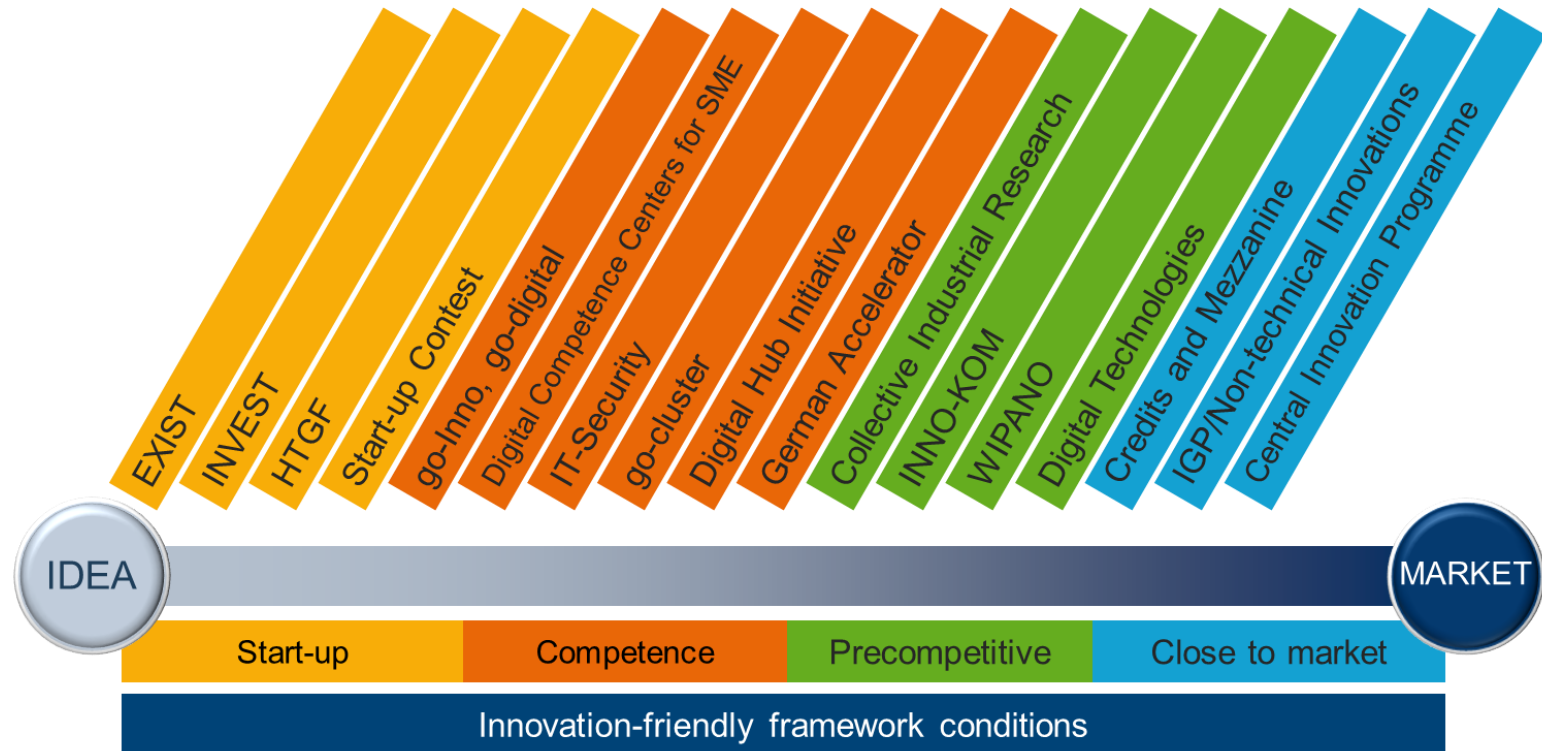 EXIST
INVEST
HTGF
Start-up Contest
go-Inno, go-digital
Digital Competence Centers for SME
IT-Security
go-cluster
Digital Hub Initiative
German Accelerator
Collective Industrial Research
INNO-KOM
WIPANO
Digital Technologies
Credits and Mezzanine
IGP/Non-technical Innovations
Central Innovation Programme
IDEA
MARKET
Start-up
Competence
Precompetitive
Close to market
Innovation-friendly framework conditions